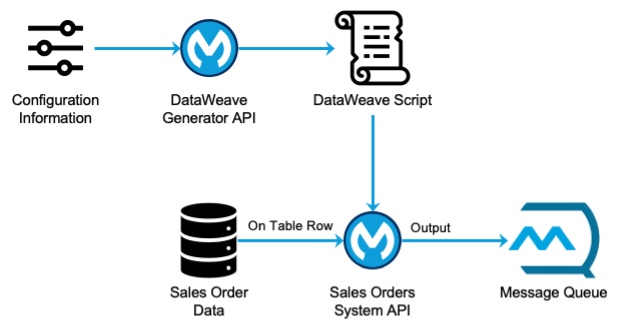 Configuration
Information
DataWeave
Generator API
DataWeave Script
On Table Row
Output
Sales Order
Data
Sales Orders
System API
Message Queue